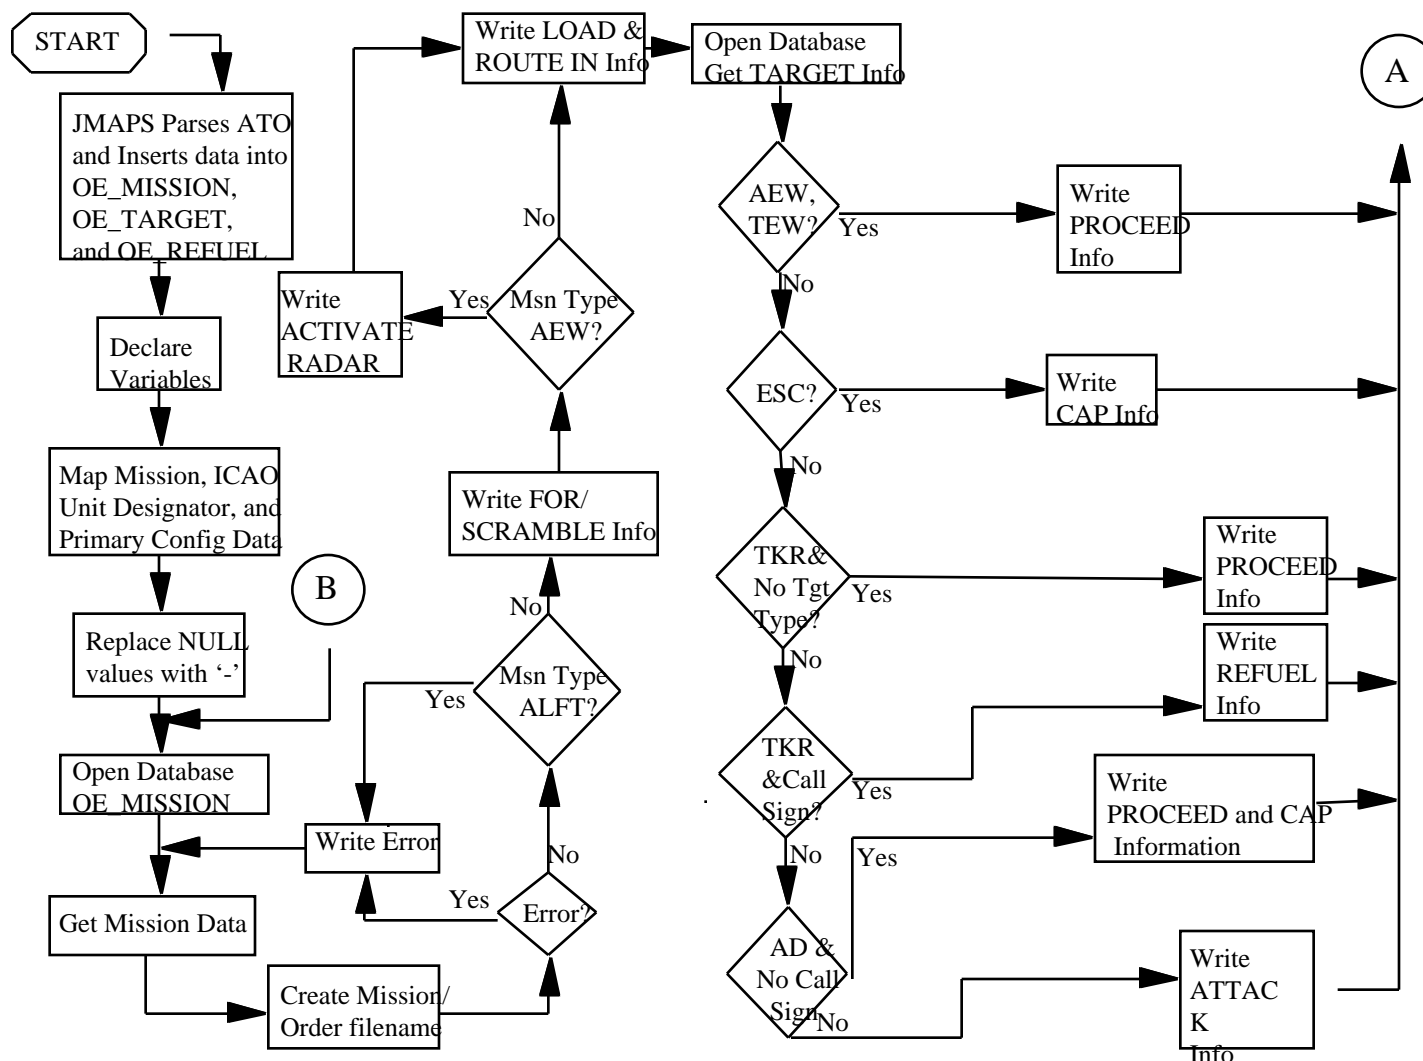 START
JMAPS Parses ATO
and Inserts data into
OE_MISSION,
OE_TARGET,
and OE_REFUEL
Declare
Variables
Map Mission, ICAO
Unit Designator, and
Primary Config Data
Replace NULL
values with ‘-’
B
Open Database
OE_MISSION
Get Mission Data
Create Mission/
Order filename
Error?
Yes
No
Write Error
Msn Type
ALFT?
Yes
No
Write FOR/
SCRAMBLE Info
Msn Type
AEW?
Yes
No
Write
ACTIVATE
RADAR
Write LOAD &
ROUTE IN Info
Open Database
Get TARGET Info
AEW,
TEW?
Yes
No
Write
PROCEED
Info
ESC?
Yes
No
Write
CAP Info
TKR&
No Tgt
Type?
Yes
No
Write
PROCEED
Info
TKR
&Call
Sign?
Yes
No
Write
REFUEL
Info
AD &
No Call
Sign
Yes
No
Write
PROCEED and CAP
Information
Write
ATTAC
K
Info
A